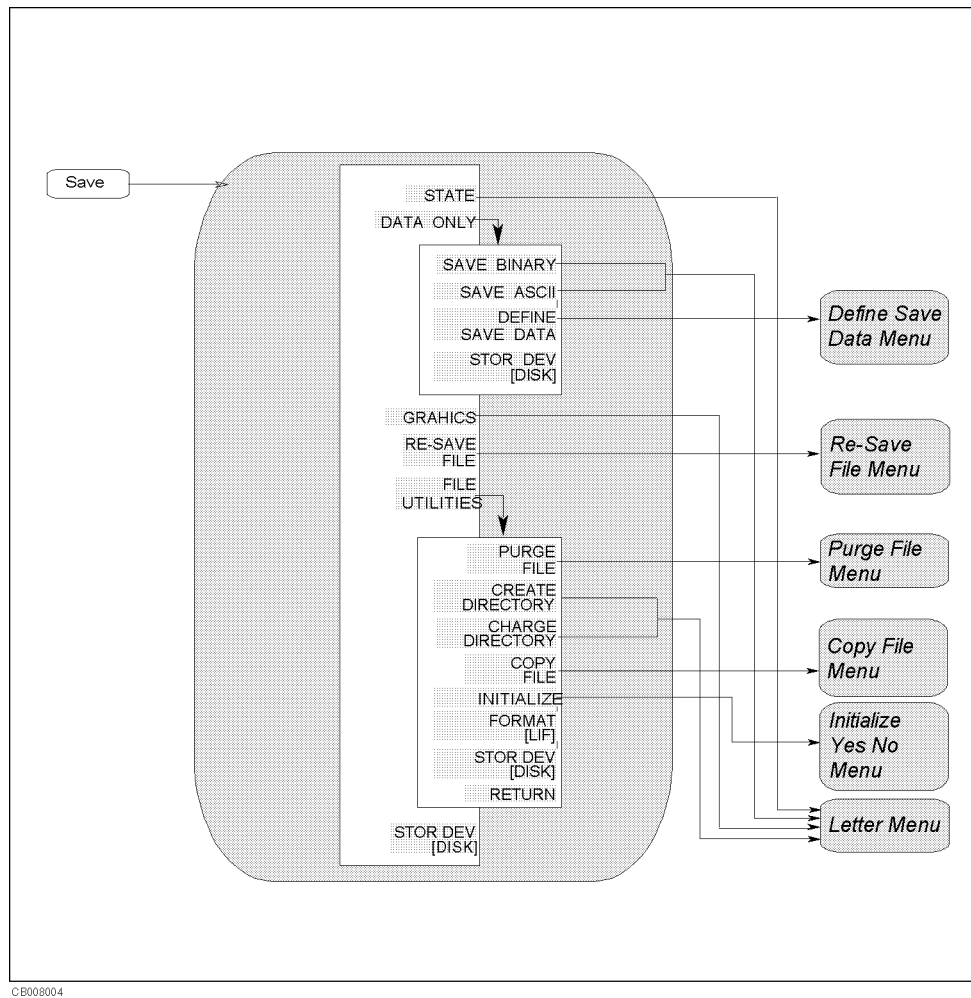 Save
STATE
DATA ONLY
SAVE BINARY
SAVE ASCII
DEFINE
SAVE DATA
STOR DEV
[DISK]
GRAHICS
RE-SAVE
FILE
FILE
UTILITIES
PURGE
FILE
CREATE
DIRECTORY
CHARGE
DIRECTORY
COPY
FILE
INITIALIZE
FORMAT
[LIF]
STOR DEV
[DISK]
RETURN
STOR DEV
[DISK]
Define Save
Data Menu
Re-Save
File Menu
Purge File
Menu
Copy File
Menu
Initialize
Yes No
Menu
Letter Menu
CB008004